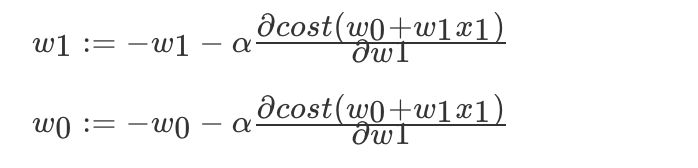 w1 := −w1 − α ∂cost(w0+w1x1)/∂w1
w0 := −w0 − α ∂cost(w0+w1x1)/∂w1